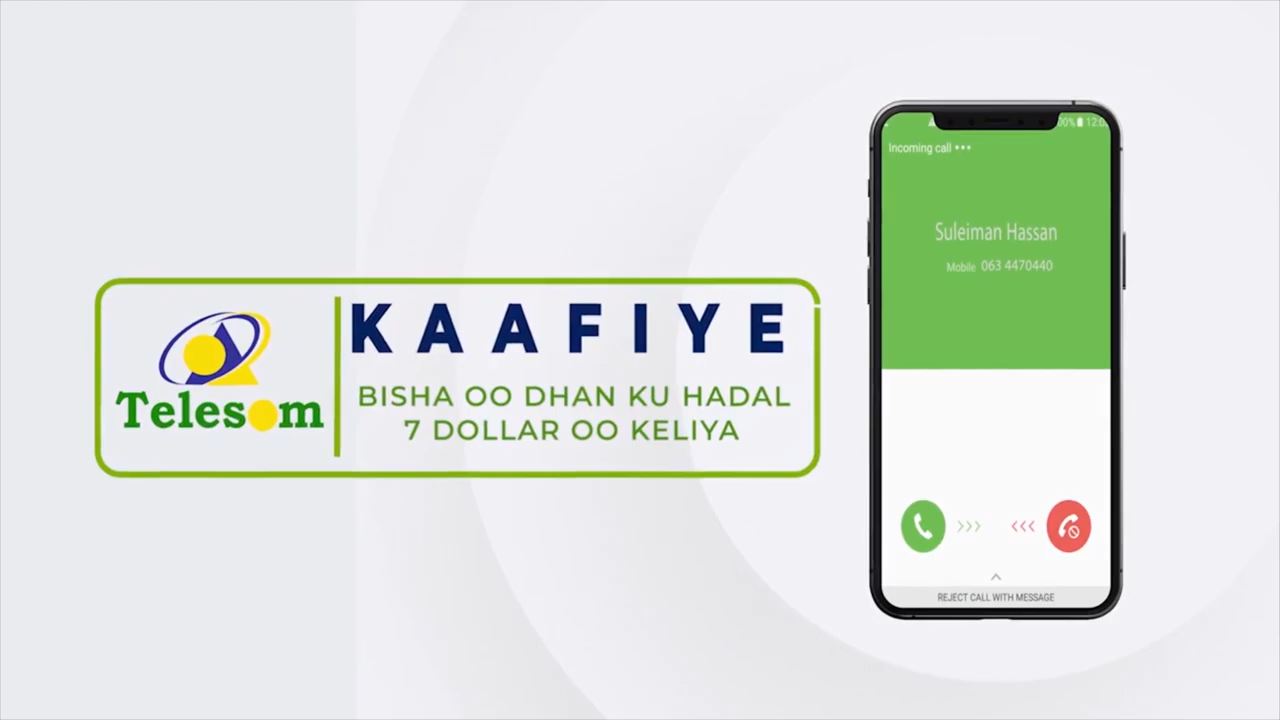 Telesom
KAAFIYE
BISHA OO DHAN KU HADAL
7 DOLLAR OO KELIYA
Incoming call •••
Suleiman Hassan
Mobile 063 4470440
REJECT CALL WITH MESSAGE